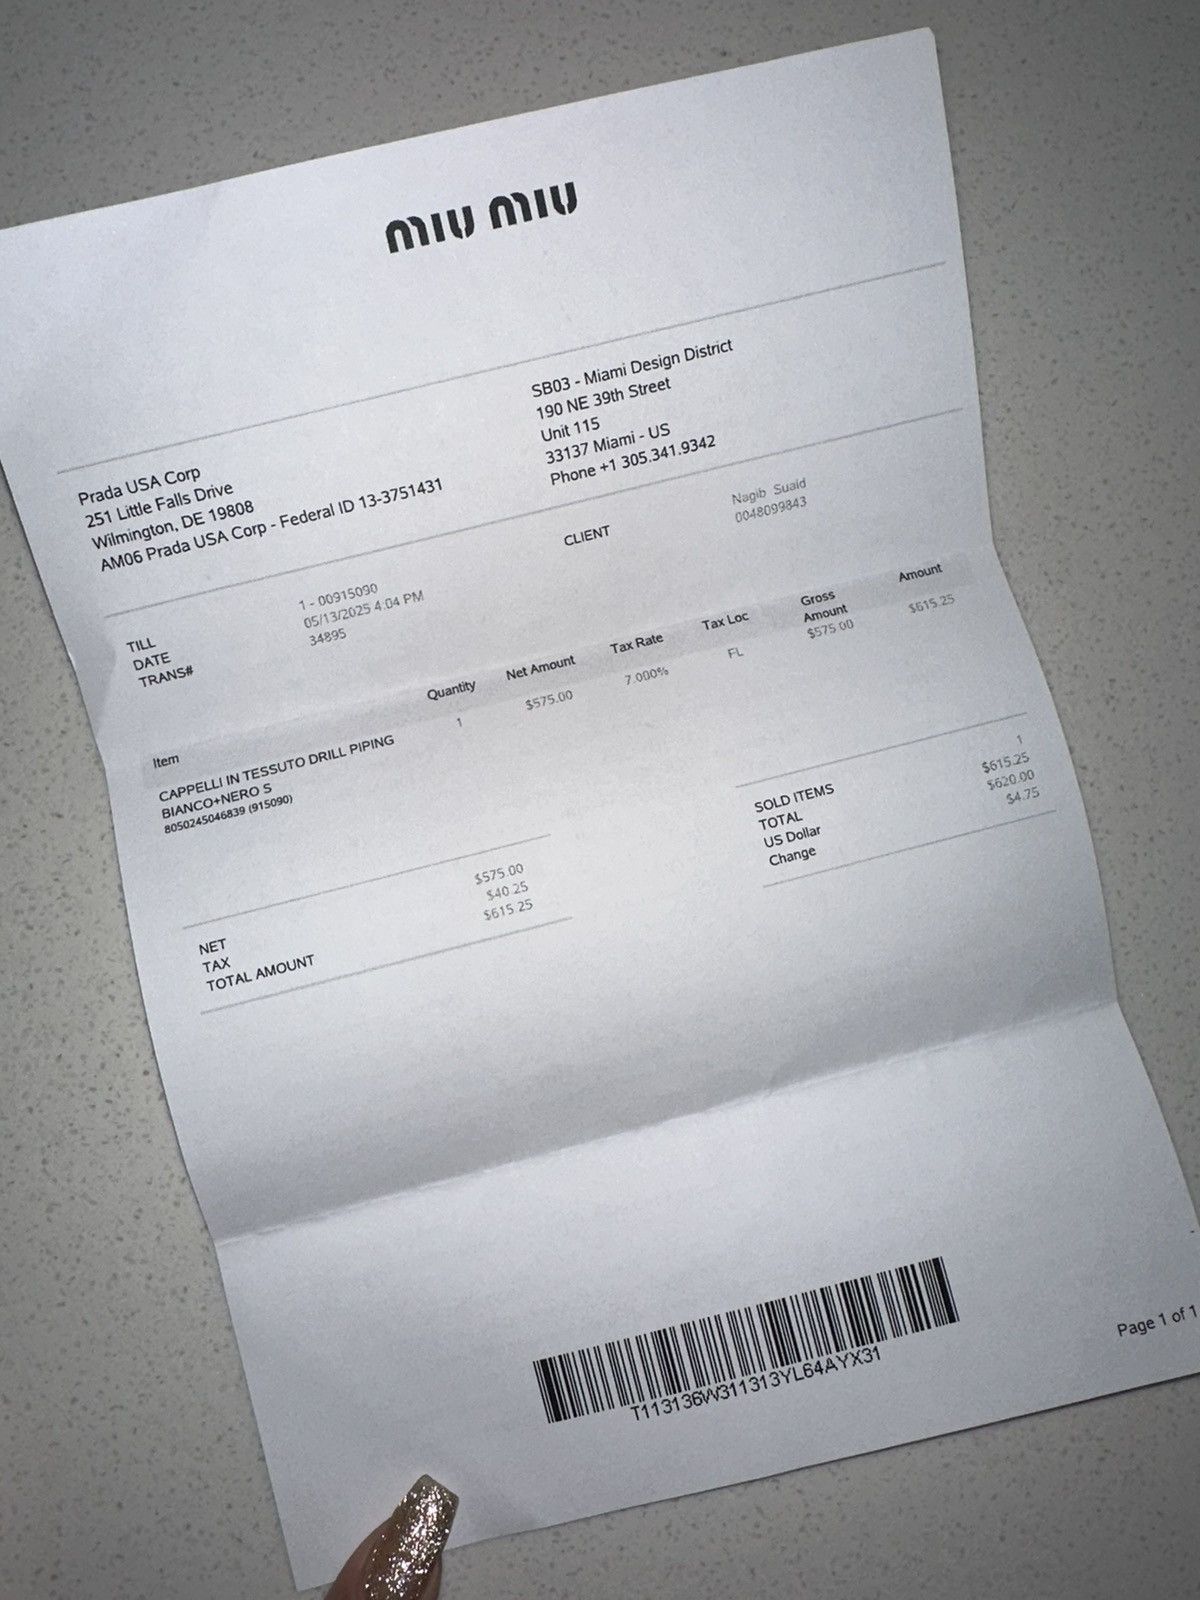 miu miu
Prada USA Corp
251 Little Falls Drive
Wilmington, DE 19808
AM06 Prada USA Corp - Federal ID 13-3751431
SB03 - Miami Design District
190 NE 39th Street
Unit 115
33137 Miami - US
Phone +1 305.341.9342
TILL 1 - 00915090
DATE 05/13/2025 4:04 PM
TRANS# 34895
CLIENT Nagib Suaid
0048099843
Item Quantity Net Amount Tax Rate Tax Loc Gross Amount Amount
CAPPELLI IN TESSUTO DRILL PIPING 1 $575.00 7.000% FL $575.00 $615.25
BIANCO+NERO S
8050245046839 (915090)
NET $575.00
TAX $40.25
TOTAL AMOUNT $615.25
SOLD ITEMS 1
TOTAL $615.25
US Dollar $620.00
Change $4.75
T113136W311313YL64AYX31
Page 1 of 1